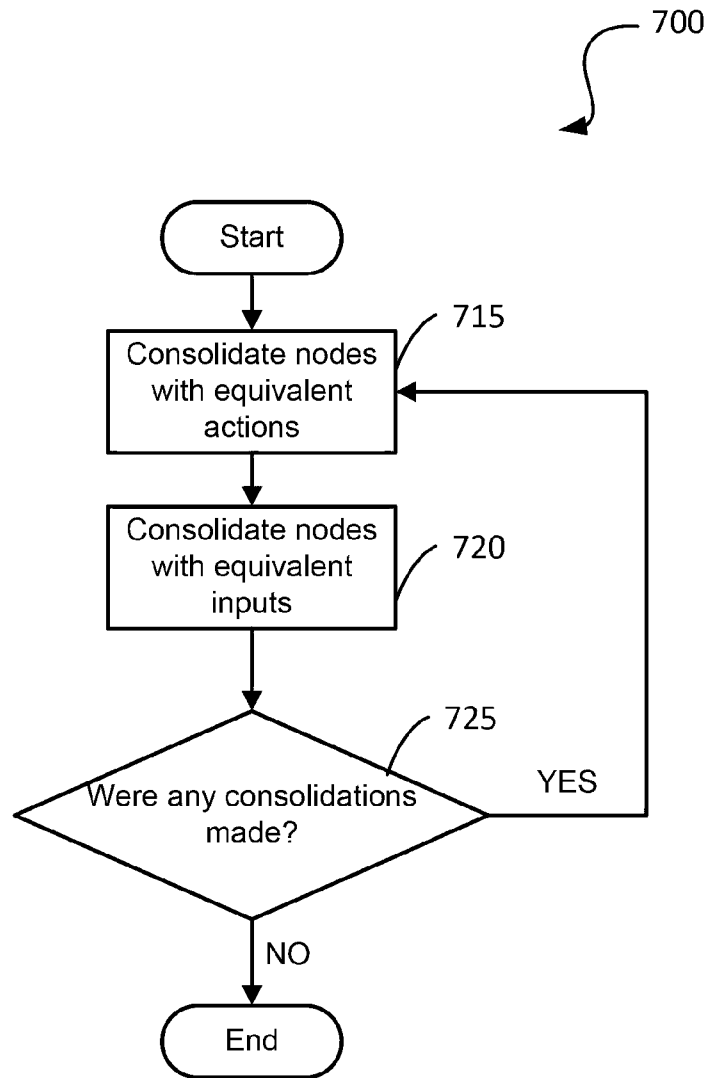 700
Start
715
Consolidate nodes
with equivalent
actions
Consolidate nodes
with equivalent
inputs
720
725
Were any consolidations
made?
YES
NO
End